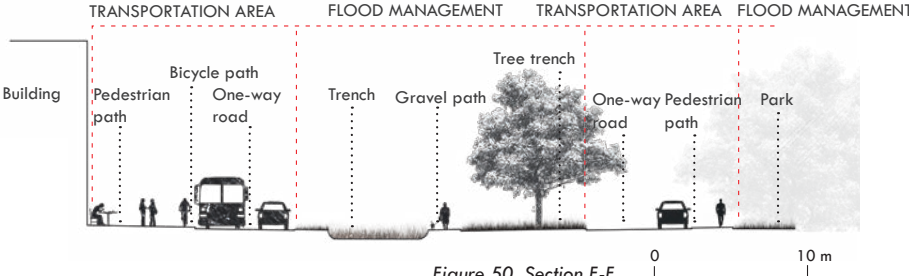 TRANSPORTATION AREA FLOOD MANAGEMENT TRANSPORTATION AREA FLOOD MANAGEMENT
Tree trench
Bicycle path
Building Pedestrian path One-way road Trench Gravel path One-way road Pedestrian path Park
0 10 m
Figure 50. Section E-E